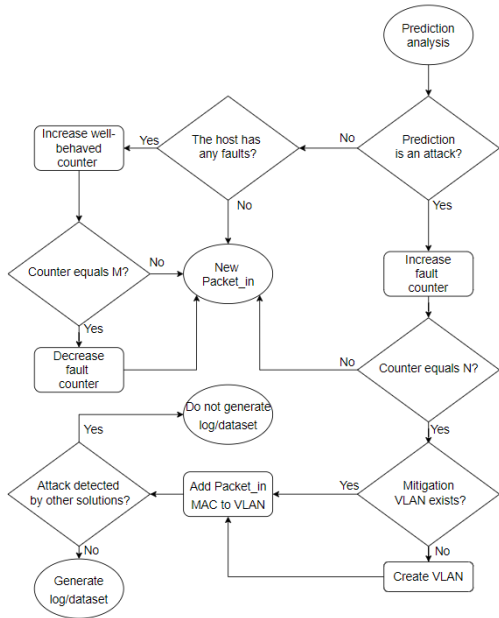 Prediction
analysis
Increase well-
behaved
counter
Yes
The host has
any faults?
No
Prediction
is an attack?
No
Yes
Counter equals M?
No
New
Packet_in
Increase
fault
counter
Yes
Decrease
fault
counter
No
Counter equals N?
Do not generate
log/dataset
Yes
Yes
Attack detected
by other solutions?
Add Packet_in
MAC to VLAN
Yes
Mitigation
VLAN exists?
No
No
Generate
log/dataset
Create VLAN